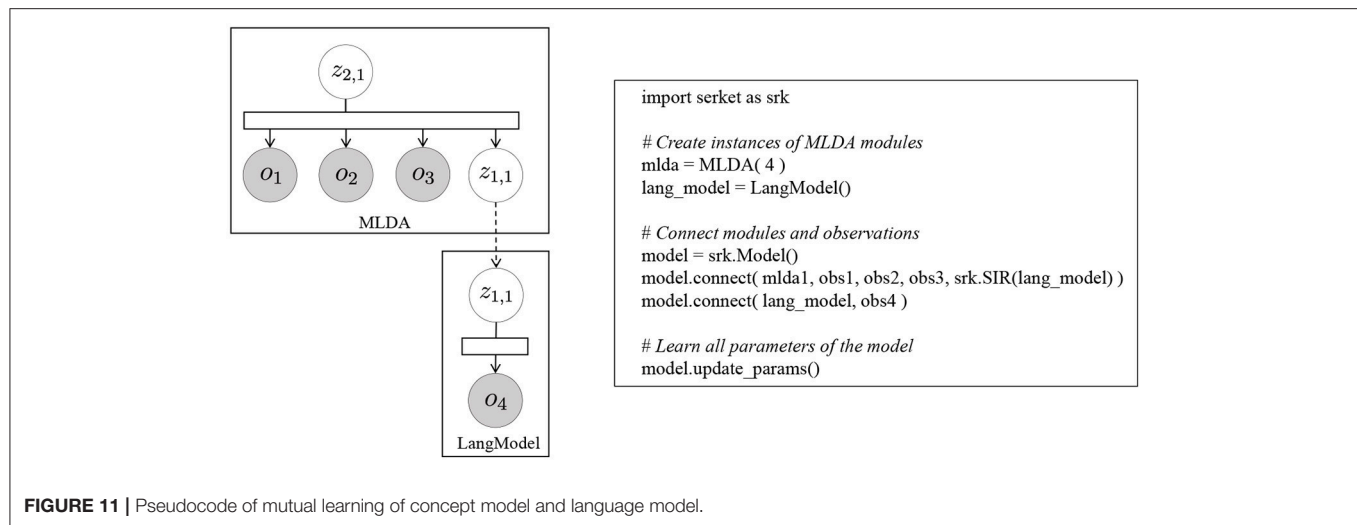 z2,1
o1 o2 o3 z1,1
MLDA
z1,1
o4
LangModel
import serket as srk
# Create instances of MLDA modules
mlda = MLDA( 4 )
lang_model = LangModel()
# Connect modules and observations
model = srk.Model()
model.connect( mlda1, obs1, obs2, obs3, srk.SIR(lang_model) )
model.connect( lang_model, obs4 )
# Learn all parameters of the model
model.update_params()
FIGURE 11 | Pseudocode of mutual learning of concept model and language model.